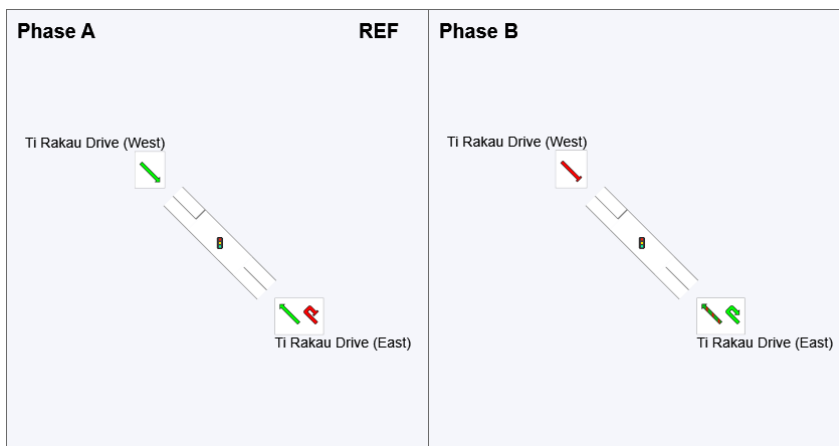 Phase A REF
Phase B
Ti Rakau Drive (West)
Ti Rakau Drive (East)
Ti Rakau Drive (West)
Ti Rakau Drive (East)